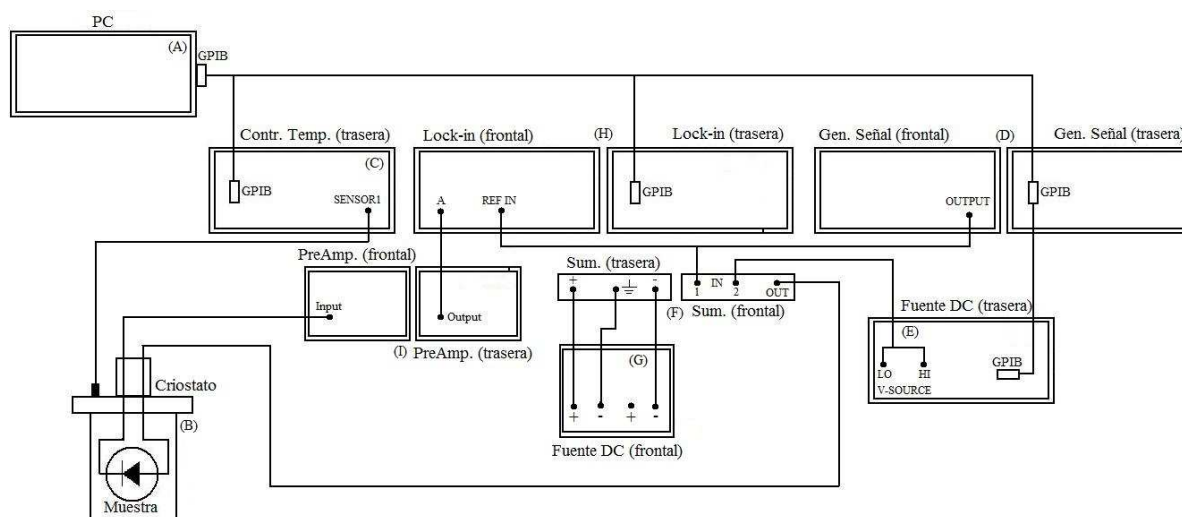 PC
(A)
GPIB
Contr. Temp. (trasera)
Lock-in (frontal)
(H)
Lock-in (trasera)
Gen. Señal (frontal)
(D)
Gen. Señal (trasera)
(C)
GPIB
SENSOR1
A
REF IN
GPIB
OUTPUT
GPIB
PreAmp. (frontal)
Sum. (trasera)
+
-
1
IN
2
OUT
Input
Output
(F)
Sum. (frontal)
Fuente DC (trasera)
(I)
PreAmp. (trasera)
(G)
(E)
GPIB
LO
HI
V-SOURCE
Criostato
(B)
+
-
+
-
Fuente DC (frontal)
Muestra